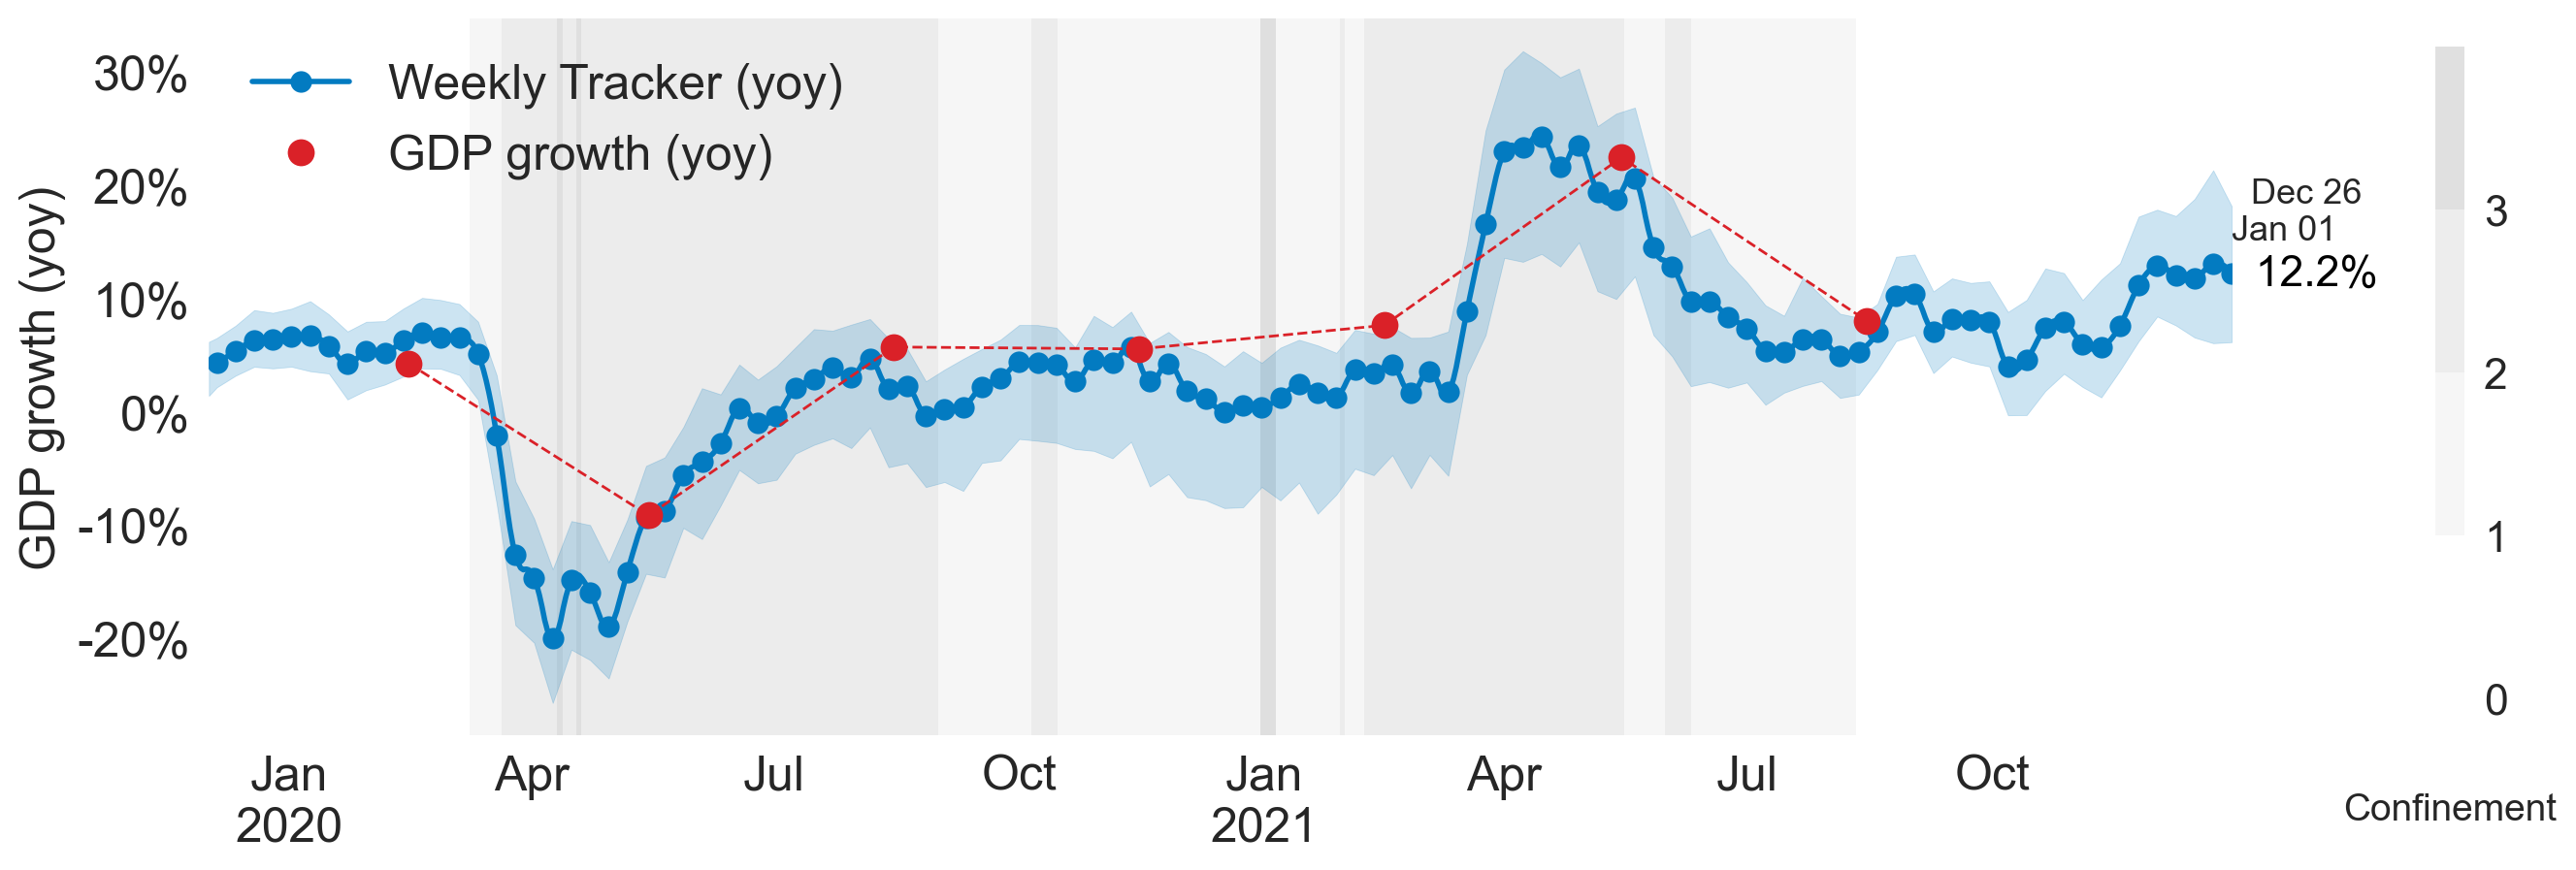 GDP growth (yoy)
30%
20%
10%
0%
-10%
-20%
Weekly Tracker (yoy)
GDP growth (yoy)
Dec 26
Jan 01
12.2%
3
2
1
0
Confinement
Jan
2020
Apr
Jul
Oct
Jan
2021
Apr
Jul
Oct